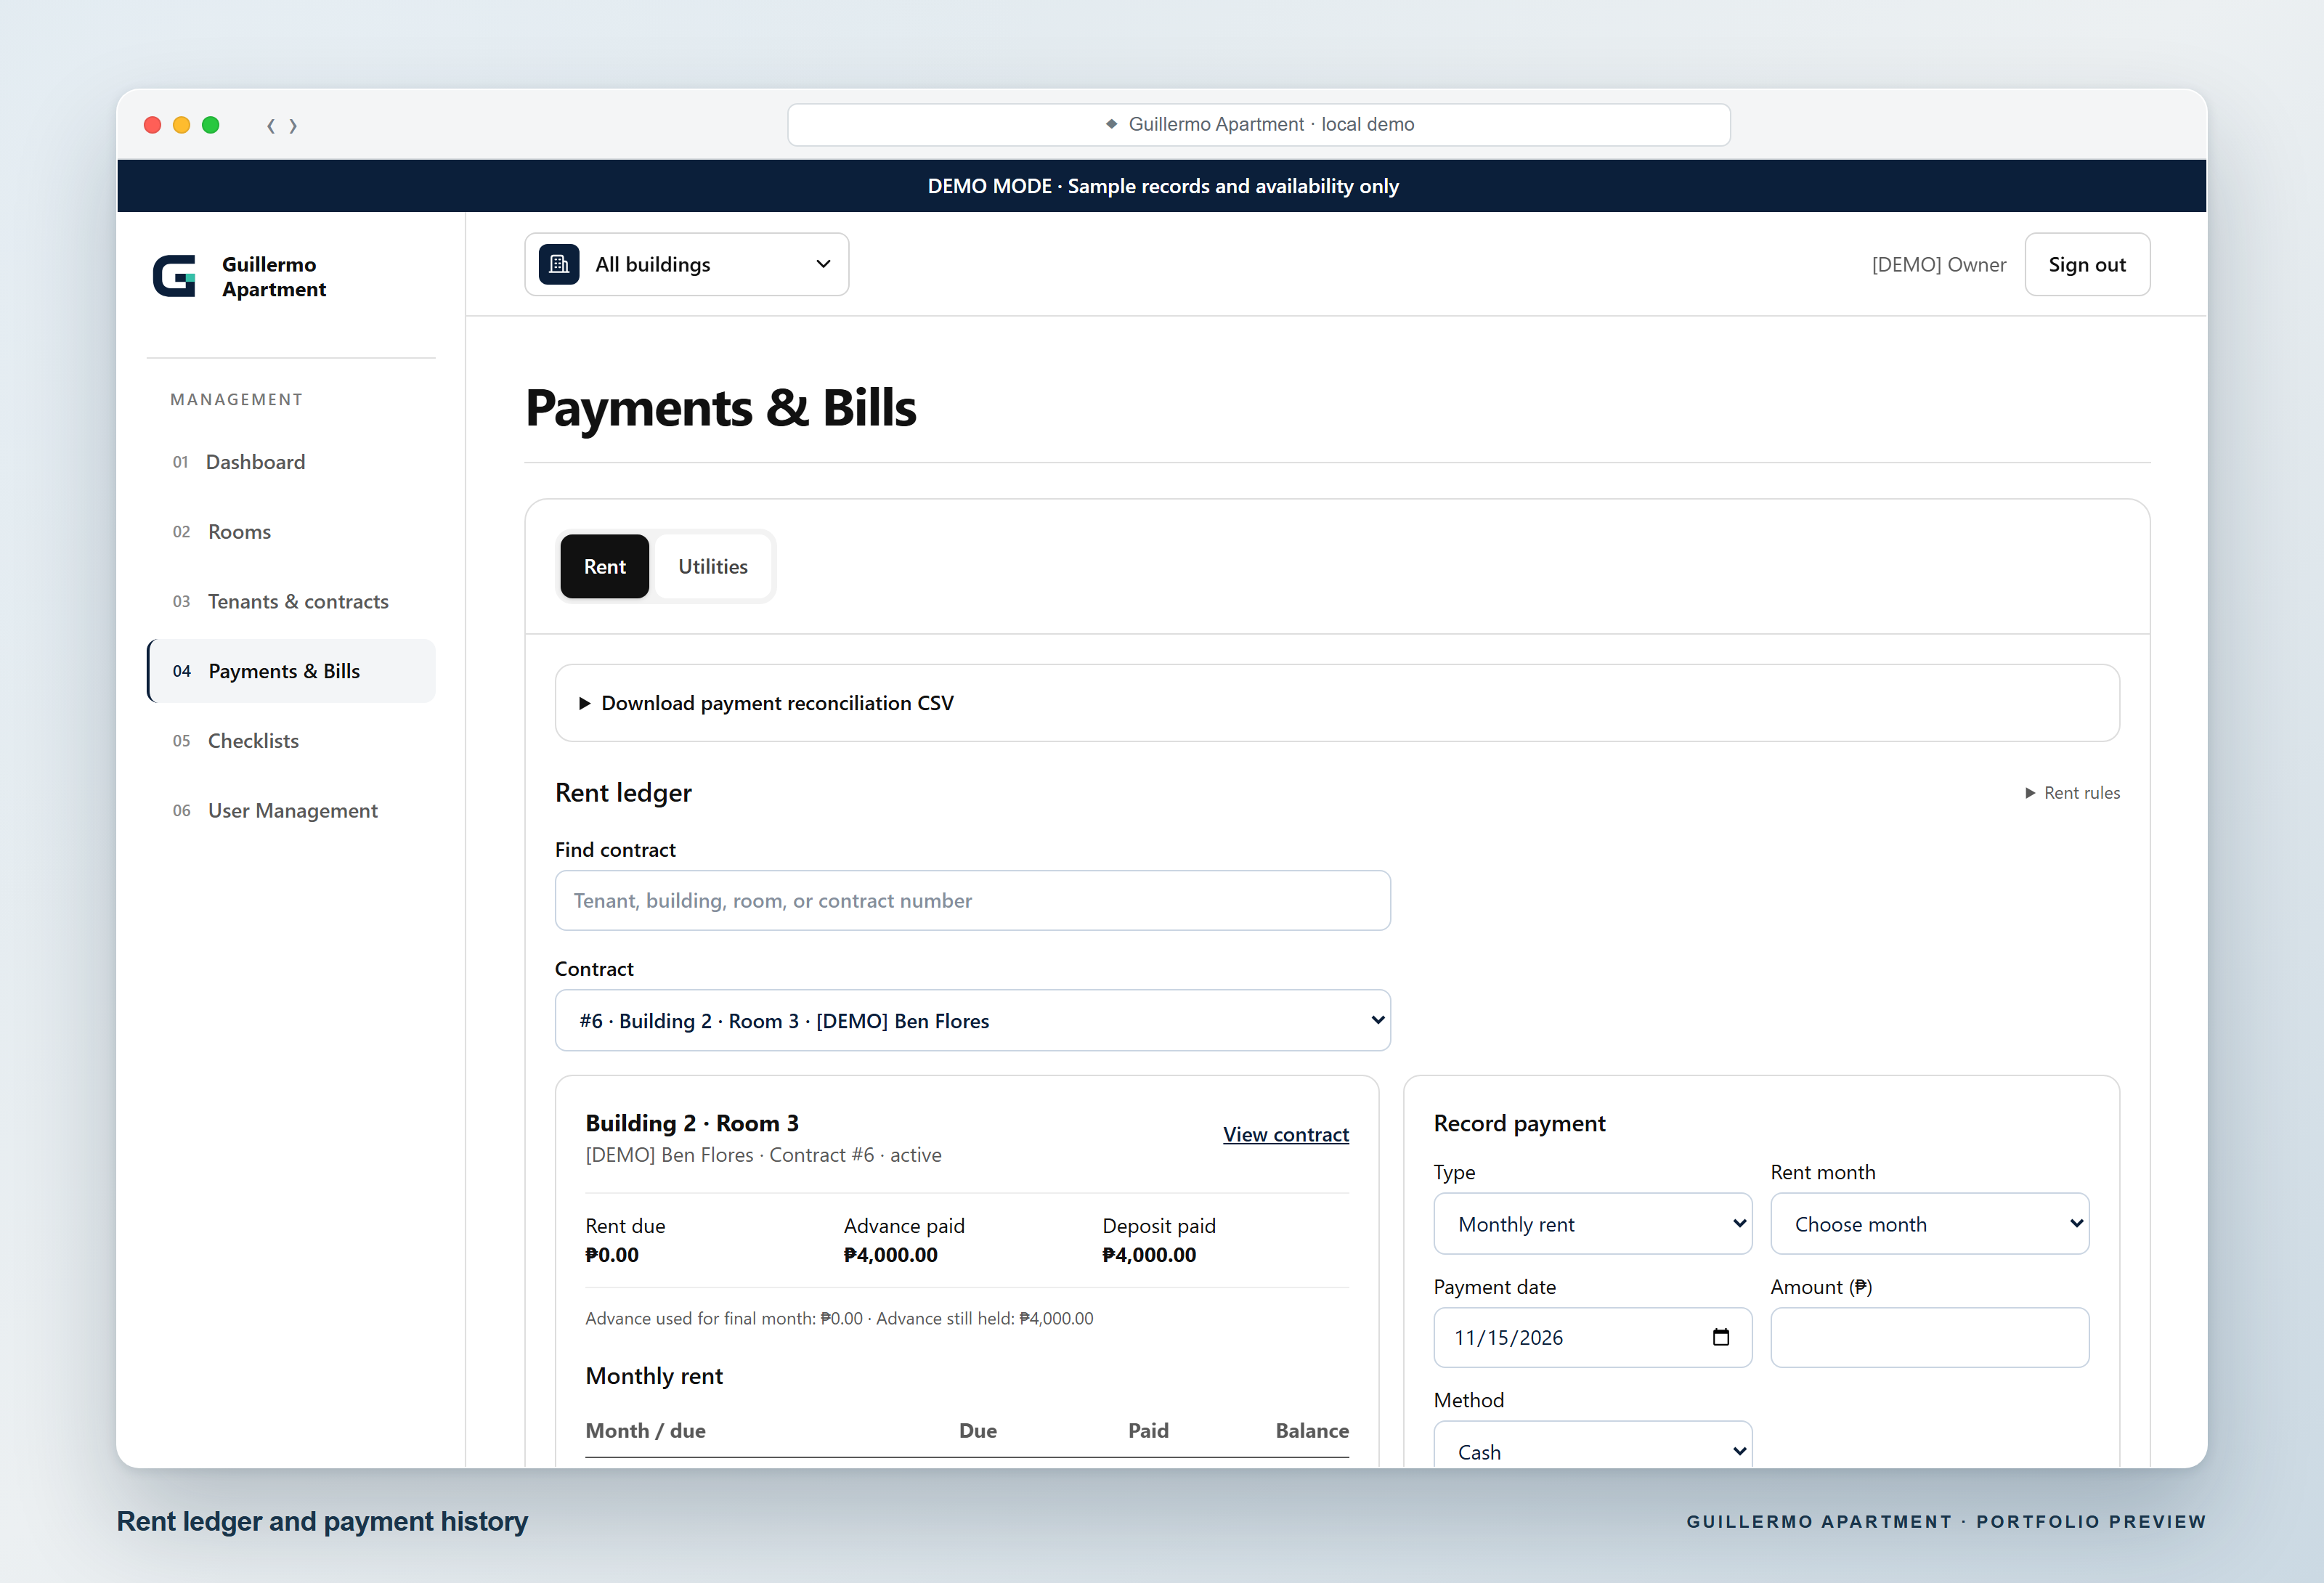 Guillermo Apartment · local demo
DEMO MODE · Sample records and availability only
Guillermo
Apartment
All buildings
[DEMO] Owner
Sign out
MANAGEMENT
01 Dashboard
02 Rooms
03 Tenants & contracts
04 Payments & Bills
05 Checklists
06 User Management
Payments & Bills
Rent
Utilities
Download payment reconciliation CSV
Rent ledger
Rent rules
Find contract
Tenant, building, room, or contract number
Contract
#6 · Building 2 · Room 3 · [DEMO] Ben Flores
Building 2 · Room 3
[DEMO] Ben Flores · Contract #6 · active
View contract
Rent due
₱0.00
Advance paid
₱4,000.00
Deposit paid
₱4,000.00
Advance used for final month: ₱0.00 · Advance still held: ₱4,000.00
Monthly rent
Month / due Due Paid Balance
Record payment
Type
Monthly rent
Rent month
Choose month
Payment date
11/15/2026
Amount (₱)
Method
Cash
Rent ledger and payment history
GUILLERMO APARTMENT · PORTFOLIO PREVIEW